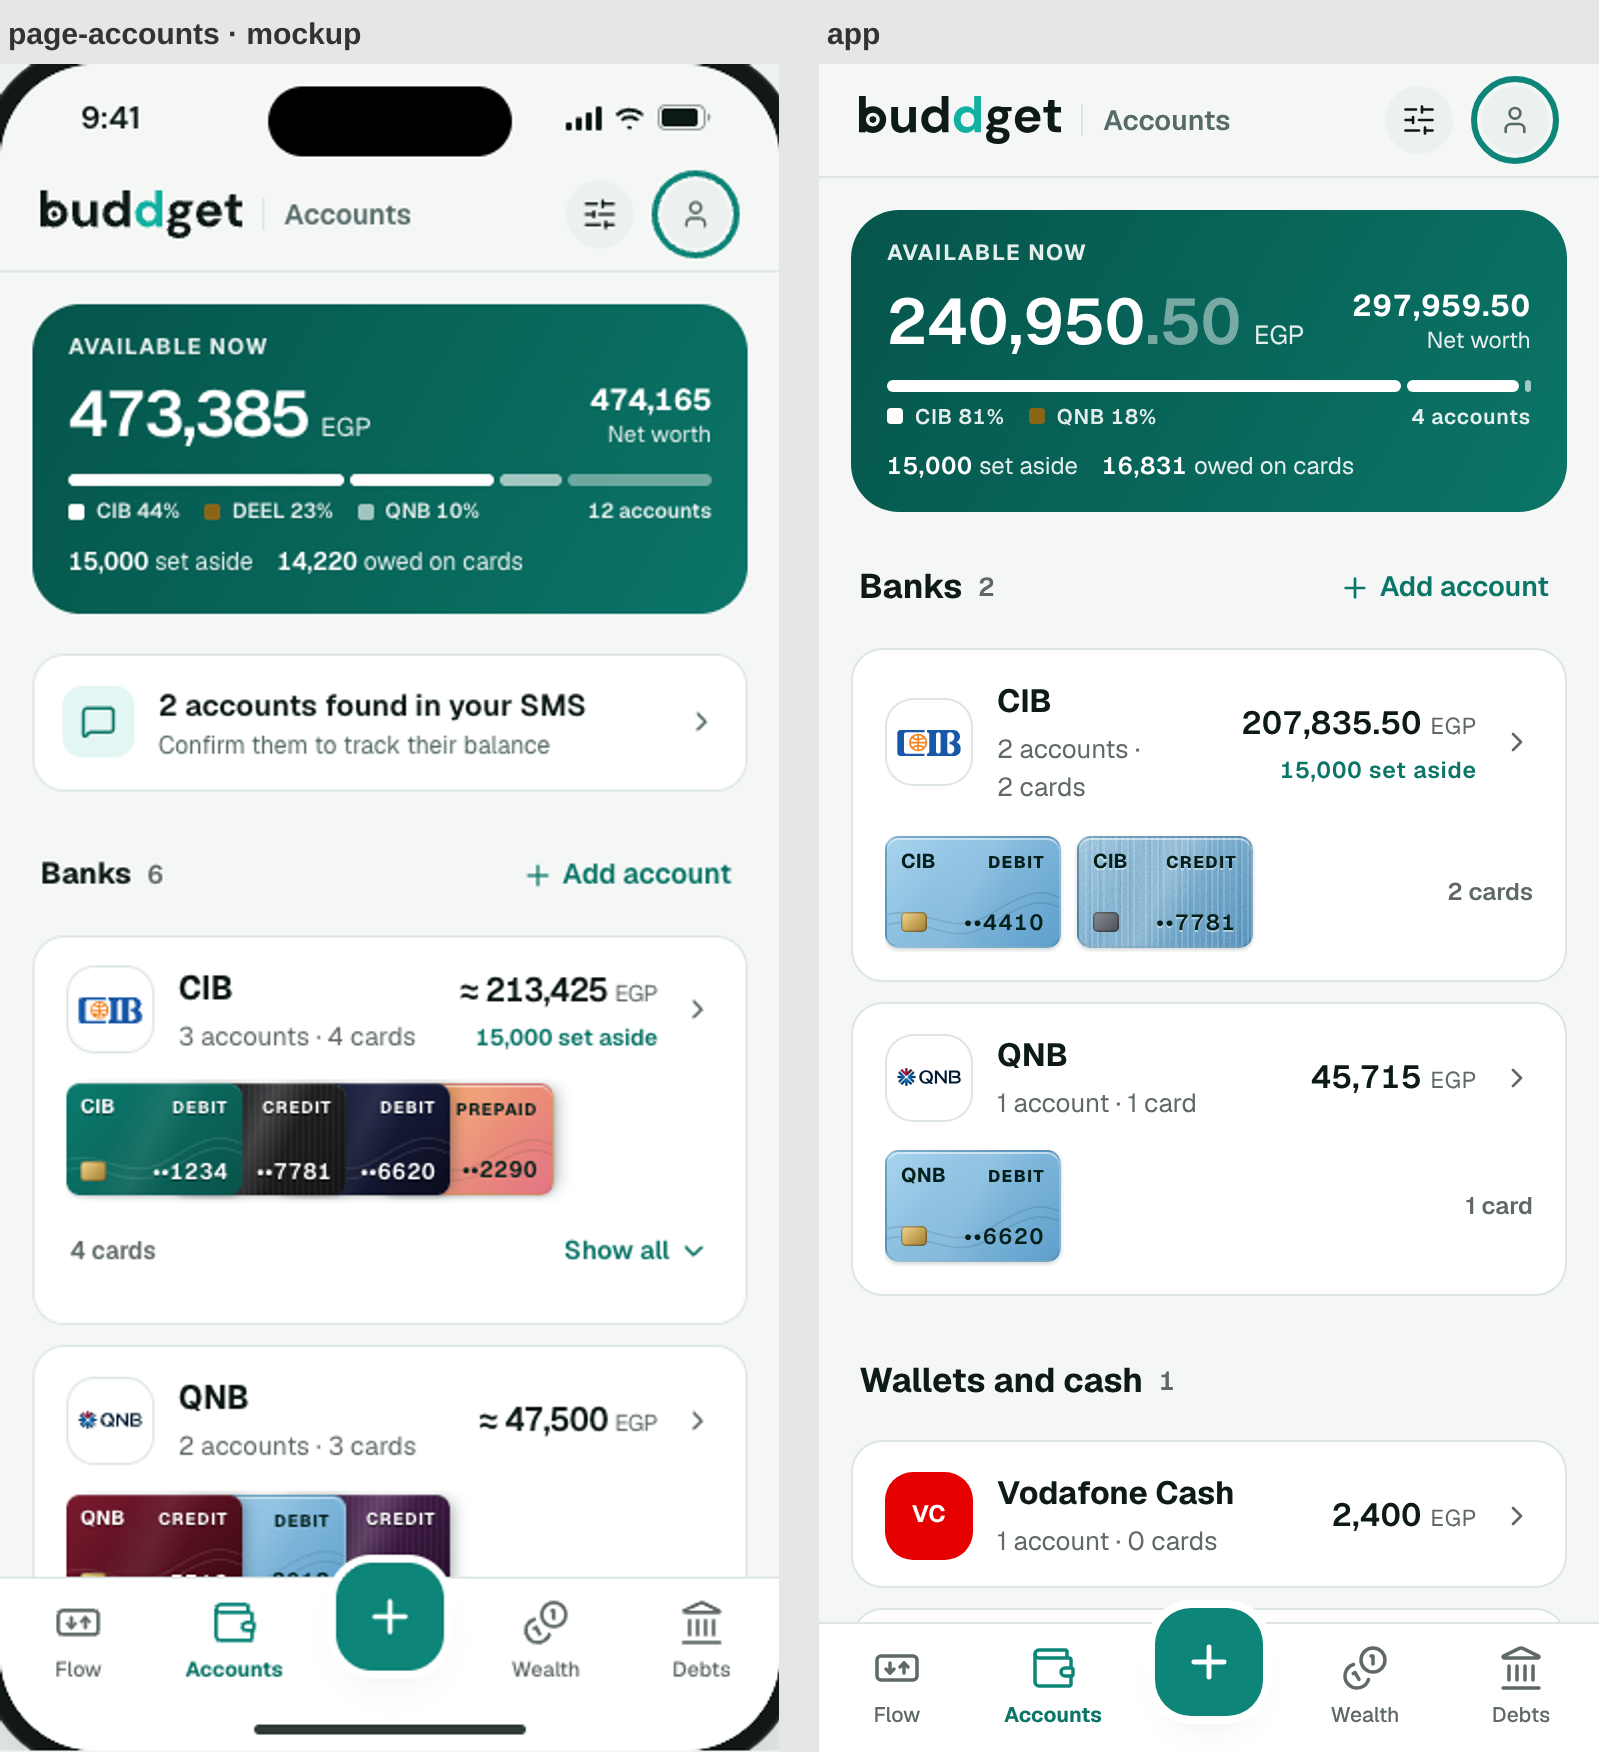 page-accounts · mockup
9:41
buddget
Accounts
AVAILABLE NOW
473,385 EGP
474,165
Net worth
CIB 44%
DEEL 23%
QNB 10%
12 accounts
15,000 set aside
14,220 owed on cards
2 accounts found in your SMS
Confirm them to track their balance
Banks 6
+ Add account
CIB
CIB
3 accounts · 4 cards
≈ 213,425 EGP
15,000 set aside
CIB DEBIT
••1234
CREDIT
••7781
DEBIT
••6620
PREPAID
••2290
4 cards
Show all
QNB
QNB
2 accounts · 3 cards
≈ 47,500 EGP
QNB CREDIT
DEBIT
CREDIT
Flow
Accounts
+
Wealth
Debts
app
buddget
Accounts
AVAILABLE NOW
240,950.50 EGP
297,959.50
Net worth
CIB 81%
QNB 18%
4 accounts
15,000 set aside
16,831 owed on cards
Banks 2
+ Add account
CIB
CIB
2 accounts ·
2 cards
207,835.50 EGP
15,000 set aside
CIB DEBIT
••4410
CIB CREDIT
••7781
2 cards
QNB
QNB
1 account · 1 card
45,715 EGP
QNB DEBIT
••6620
1 card
Wallets and cash 1
VC
Vodafone Cash
1 account · 0 cards
2,400 EGP
Flow
Accounts
+
Wealth
Debts